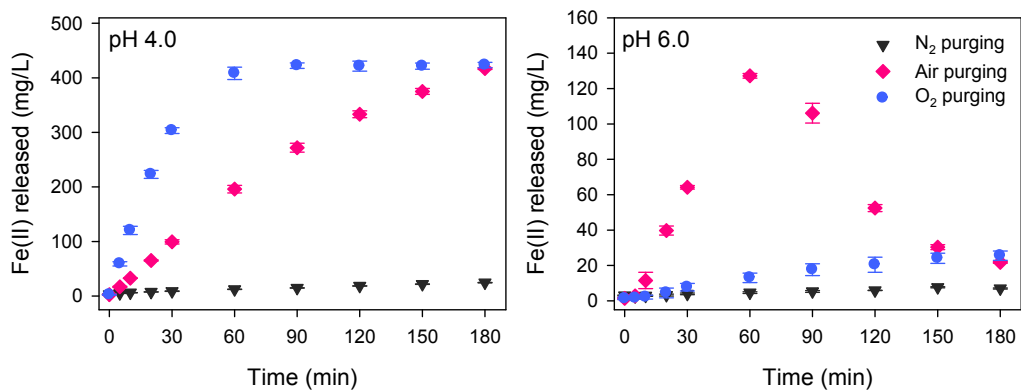 pH 4.0
Fe(II) released (mg/L)
500
400
300
200
100
0
0 30 60 90 120 150 180
Time (min)
pH 6.0
N₂ purging
Air purging
O₂ purging
Fe(II) released (mg/L)
160
140
120
100
80
60
40
20
0
0 30 60 90 120 150 180
Time (min)